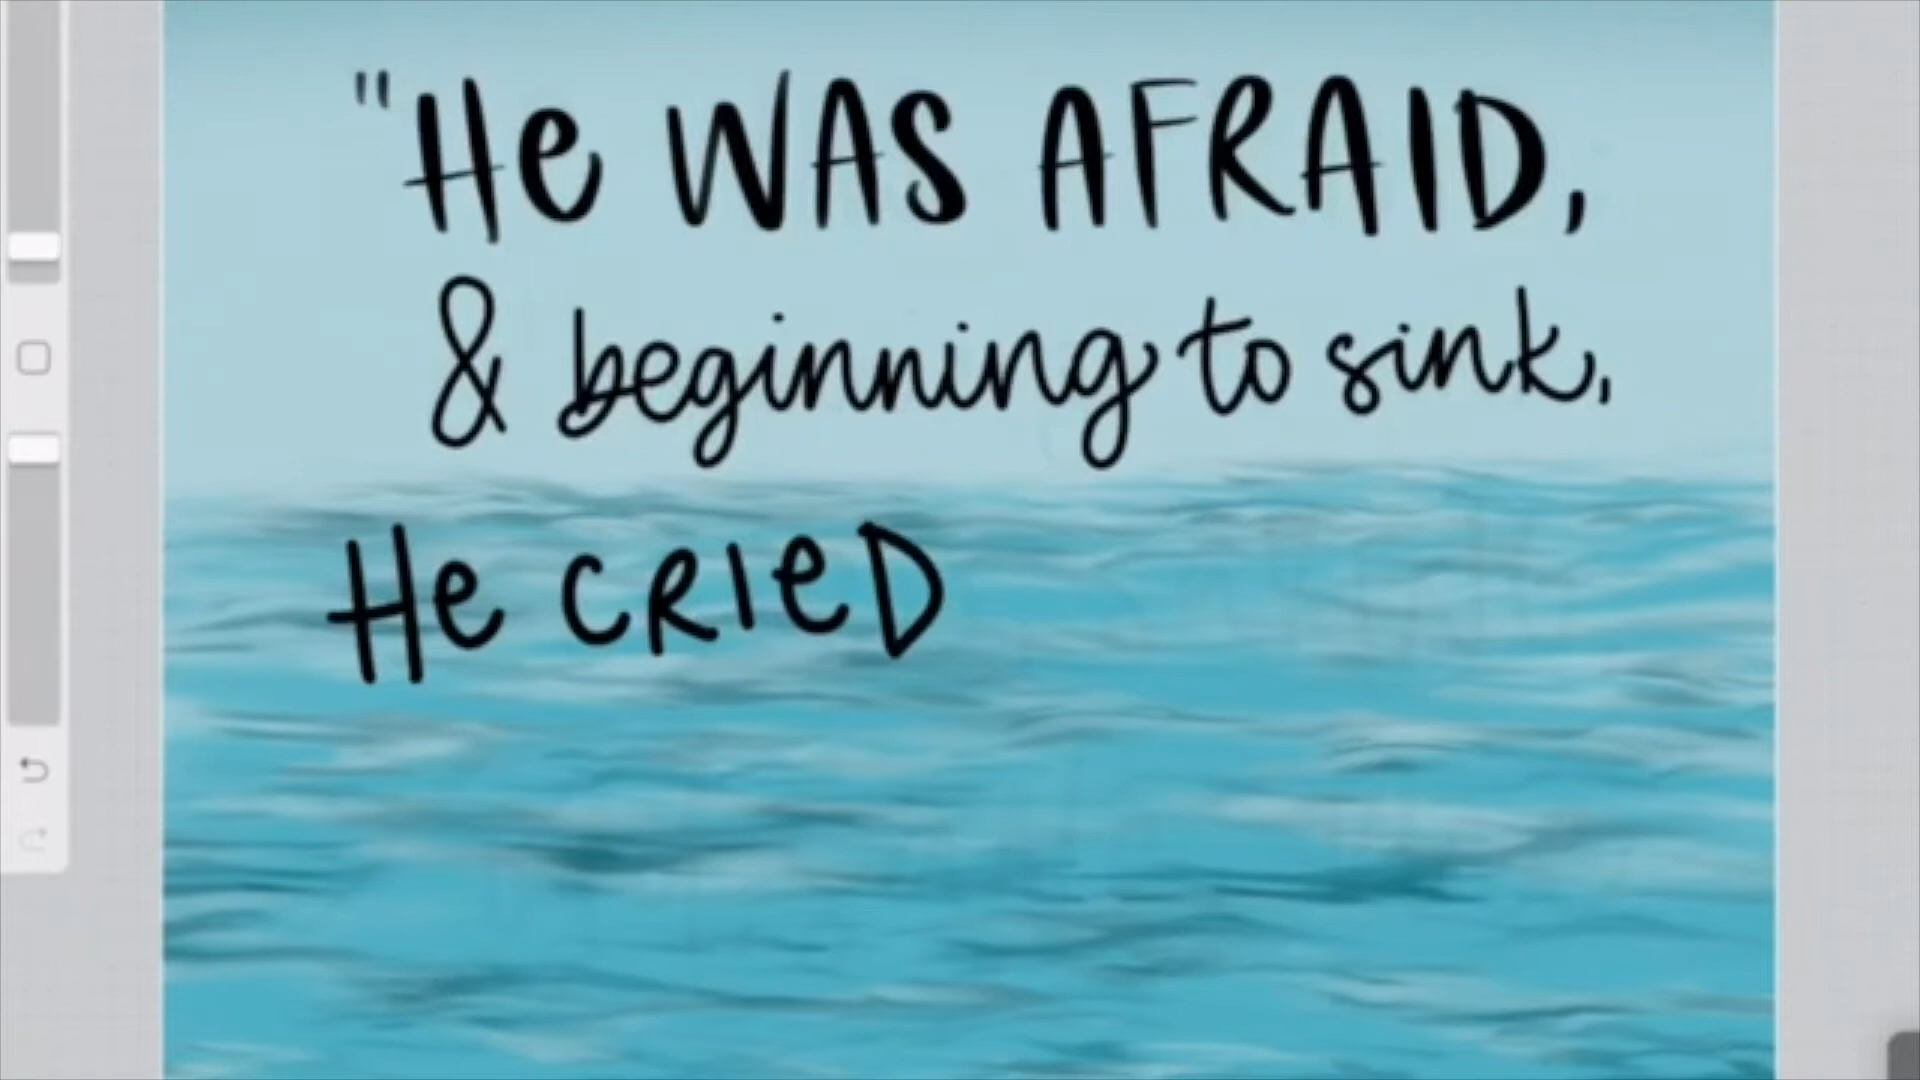 "He WAS AFRAID,
& beginning to sink,
He CRIeD